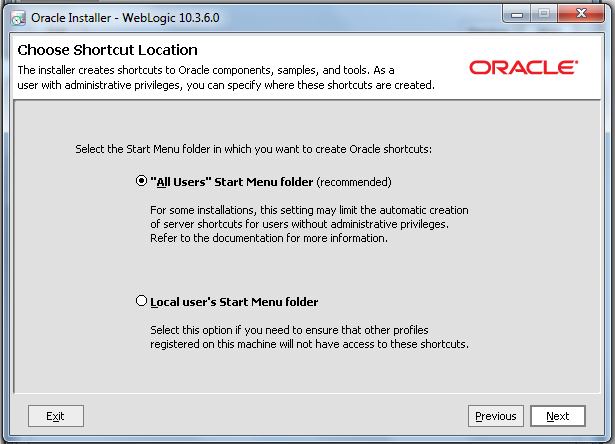 Oracle Installer - WebLogic 10.3.6.0
Choose Shortcut Location
The installer creates shortcuts to Oracle components, samples, and tools. As a
user with administrative privileges, you can specify where these shortcuts are created.
ORACLE
Select the Start Menu folder in which you want to create Oracle shortcuts:
"All Users" Start Menu folder (recommended)
For some installations, this setting may limit the automatic creation
of server shortcuts for users without administrative privileges.
Refer to the documentation for more information.
Local user's Start Menu folder
Select this option if you need to ensure that other profiles
registered on this machine will not have access to these shortcuts.
Exit
Previous
Next